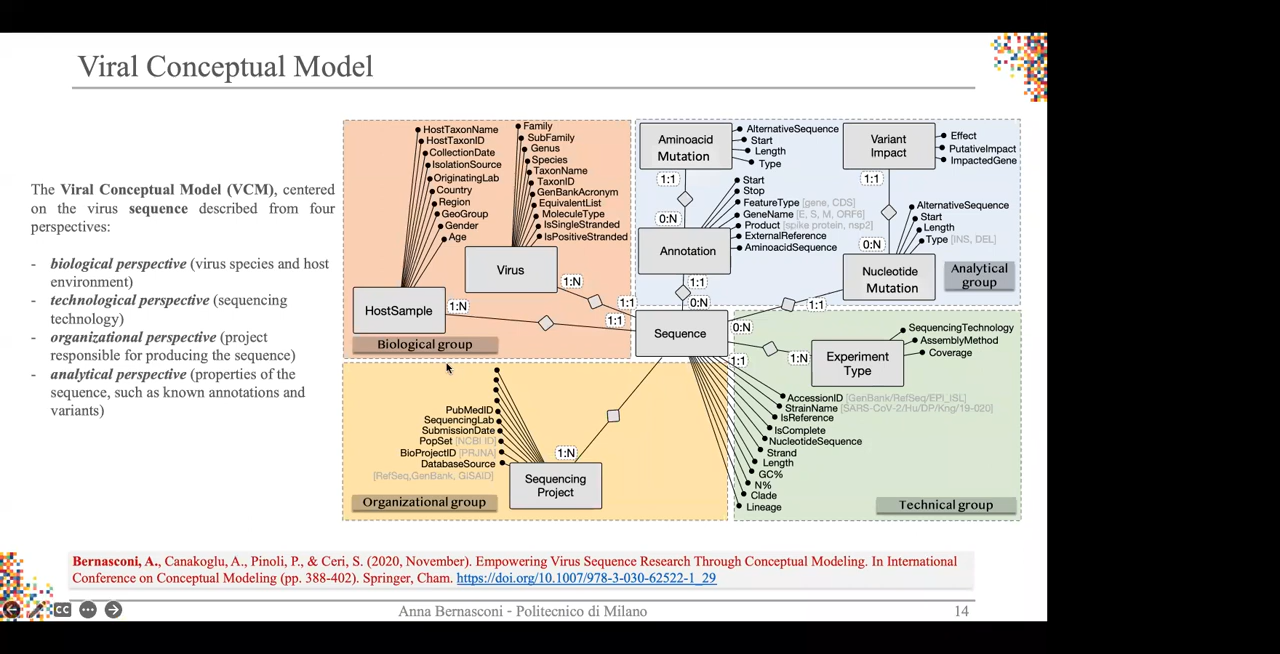 Viral Conceptual Model
The Viral Conceptual Model (VCM), centered
on the virus sequence described from four
perspectives:
- biological perspective (virus species and host
environment)
- technological perspective (sequencing
technology)
- organizational perspective (project
responsible for producing the sequence)
- analytical perspective (properties of the
sequence, such as known annotations and
variants)
HostTaxonName
HostTaxonID
CollectionDate
IsolationSource
OriginatingLab
Country
Region
GeoGroup
Gender
Age
HostSample
1:N
1:1
Family
SubFamily
Genus
Species
TaxonName
TaxonID
GenBankAcronym
EquivalentList
MoleculeType
IsSingleStranded
IsPositiveStranded
Virus
1:N
1:1
Biological group
Aminoacid
Mutation
AlternativeSequence
Start
Length
Type
1:1
0:N
Start
Stop
FeatureType [gene, CDS]
GeneName [E, S, M, ORF6]
Product [spike protein, nsp2]
ExternalReference
AminoacidSequence
Annotation
1:1
0:N
Variant
Impact
Effect
PutativeImpact
ImpactedGene
1:1
0:N
AlternativeSequence
Start
Length
Type [INS, DEL]
Nucleotide
Mutation
1:1
0:N
Analytical
group
Sequence
1:1
1:N
Experiment
Type
SequencingTechnology
AssemblyMethod
Coverage
AccessionID [GenBank/RefSeq/EPI_ISL]
StrainName [SARS-CoV-2/Hu/DP/Kng/19-020]
IsReference
IsComplete
NucleotideSequence
Strand
Length
GC%
N%
Clade
Lineage
Technical group
PubMedID
SequencingLab
SubmissionDate
PopSet [NCBI ID]
BioProjectID [PRJNA]
DatabaseSource
[RefSeq,GenBank, GISAID]
1:N
Sequencing
Project
Organizational group
Bernasconi, A., Canakoglu, A., Pinoli, P., & Ceri, S. (2020, November). Empowering Virus Sequence Research Through Conceptual Modeling. In International
Conference on Conceptual Modeling (pp. 388-402). Springer, Cham. https://doi.org/10.1007/978-3-030-62522-1_29
CC
Anna Bernasconi - Politecnico di Milano
14